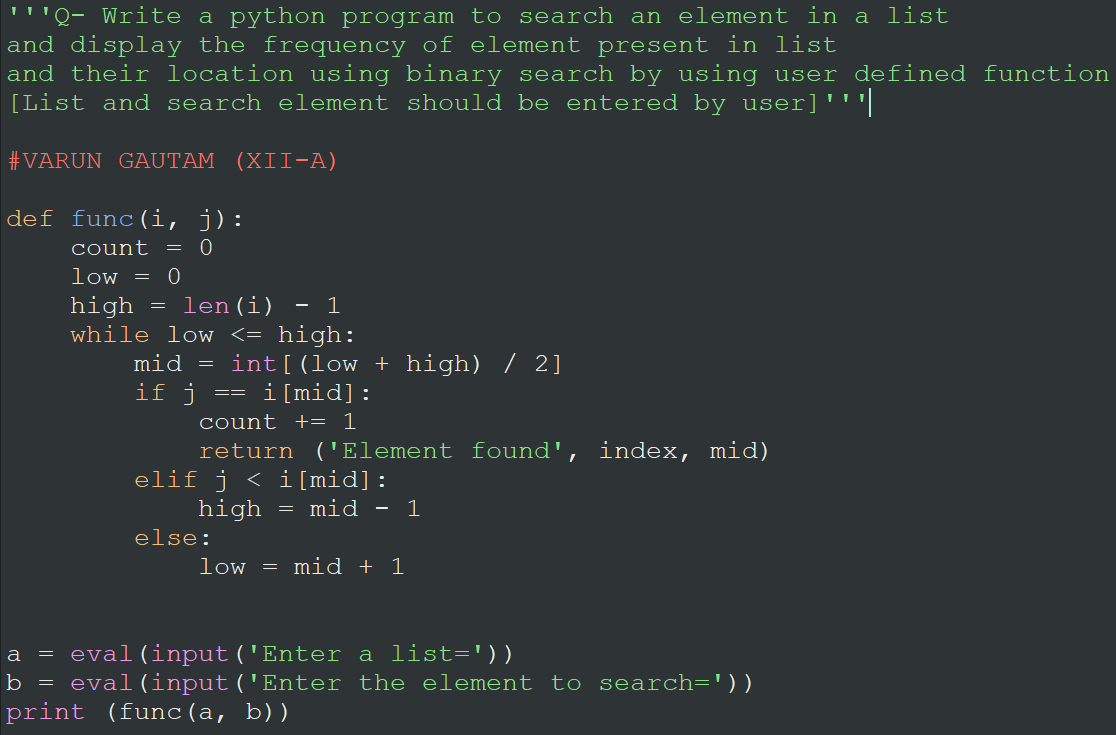 '''Q- Write a python program to search an element in a list
and display the frequency of element present in list
and their location using binary search by using user defined function
[List and search element should be entered by user]'''
#VARUN GAUTAM (XII-A)
def func(i, j):
    count = 0
    low = 0
    high = len(i) - 1
    while low <= high:
        mid = int[(low + high) / 2]
        if j == i[mid]:
            count += 1
            return ('Element found', index, mid)
        elif j < i[mid]:
            high = mid - 1
        else:
            low = mid + 1
a = eval(input('Enter a list='))
b = eval(input('Enter the element to search='))
print (func(a, b))